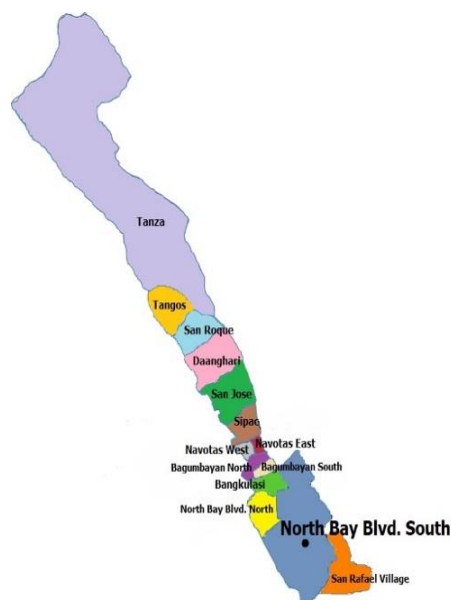 Tanza
Tangos
San Roque
Daanghari
San Jose
Sipac
Navotas East
Navotas West
Bagumbayan North
Bagumbayan South
Bangkulasi
North Bay Blvd. North
North Bay Blvd. South
San Rafael Village